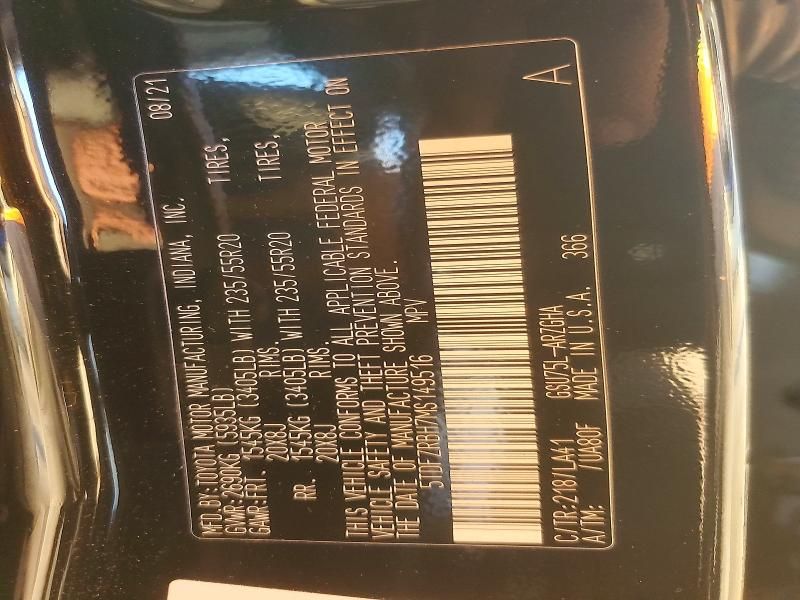 MFD.BY:TOYOTA MOTOR MANUFACTURING, INDIANA, INC. 08/21
GVWR:2690KG (5935LB)
GAWR:FRT. 1545KG (3405LB) WITH 235/55R20 TIRES,
20X8J RIMS.
RR. 1545KG (3405LB) WITH 235/55R20 TIRES,
20X8J RIMS.
THIS VEHICLE CONFORMS TO ALL APPLICABLE FEDERAL MOTOR
VEHICLE SAFETY AND THEFT PREVENTION STANDARDS IN EFFECT ON
THE DATE OF MANUFACTURE SHOWN ABOVE.
MPV
C/TR:218/LA41 GSU75L-ARZGHA A
A/TM: /UA80F MADE IN U.S.A. 366